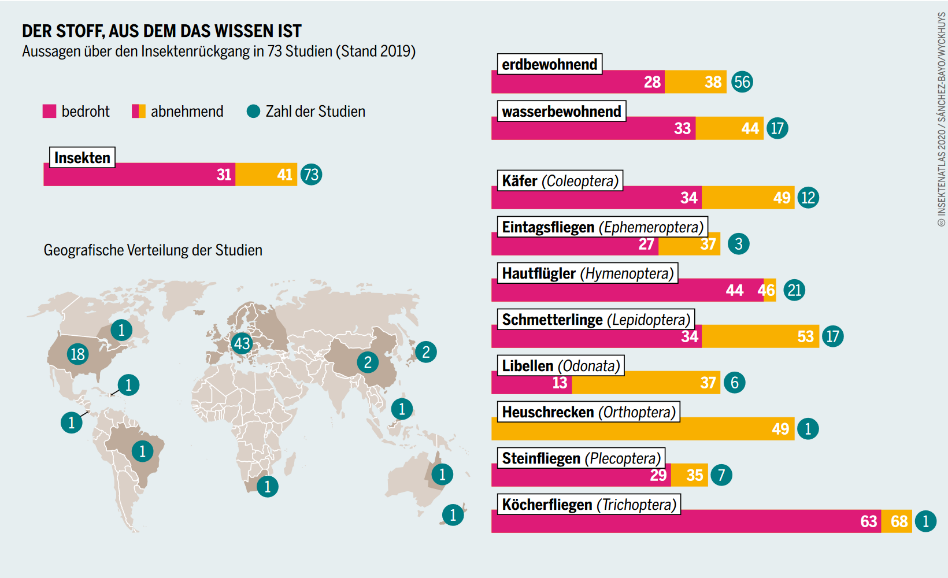 DER STOFF, AUS DEM DAS WISSEN IST
Aussagen über den Insektenrückgang in 73 Studien (Stand 2019)
bedroht
abnehmend
Zahl der Studien
Insekten
31
41
73
Geografische Verteilung der Studien
1
18
43
2
2
1
1
1
1
1
1
1
erdbewohnend
28
38
56
wasserbewohnend
33
44
17
Käfer (Coleoptera)
34
49
12
Eintagsfliegen (Ephemeroptera)
27
37
3
Hautflügler (Hymenoptera)
44
46
21
Schmetterlinge (Lepidoptera)
34
53
17
Libellen (Odonata)
13
37
6
Heuschrecken (Orthoptera)
49
1
Steinfliegen (Plecoptera)
29
35
7
Köcherfliegen (Trichoptera)
63
68
1
© INSEKTENATLAS 2020 / SÁNCHEZ-BAYO/WYCKHUYS